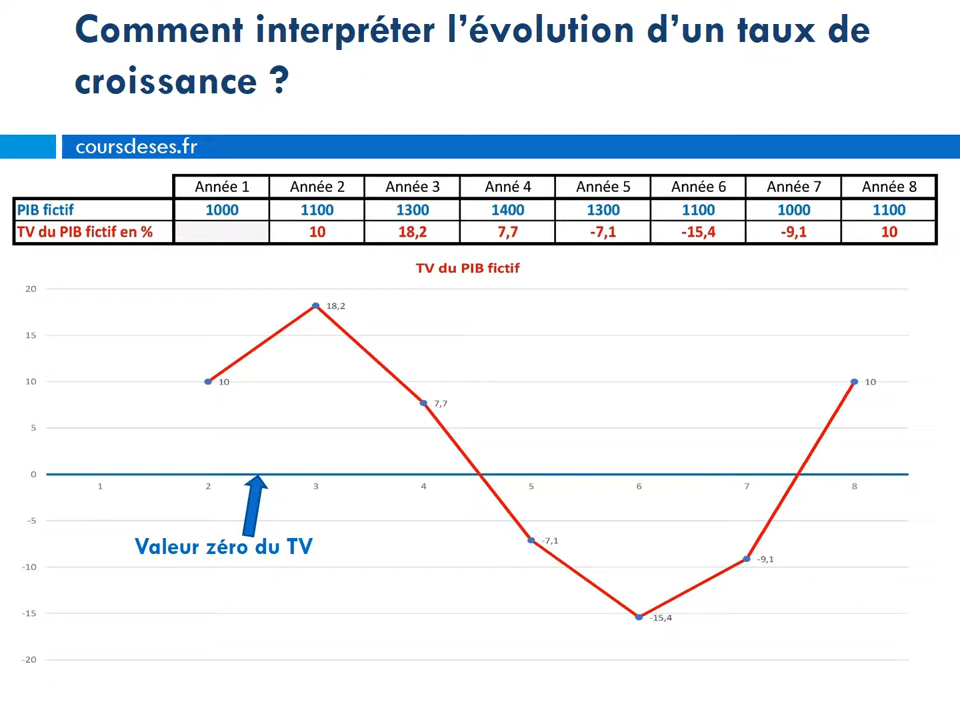 Comment interpréter l’évolution d’un taux de
croissance ?
coursdeses.fr
Année 1 Année 2 Année 3 Anné 4 Année 5 Année 6 Année 7 Année 8
PIB fictif 1000 1100 1300 1400 1300 1100 1000 1100
TV du PIB fictif en % 10 18,2 7,7 -7,1 -15,4 -9,1 10
TV du PIB fictif
20
18,2
15
10 10 10
7,7
5
0
1 2 3 4 5 6 7 8
-5
-7,1
Valeur zéro du TV
-9,1
-10
-15
-15,4
-20